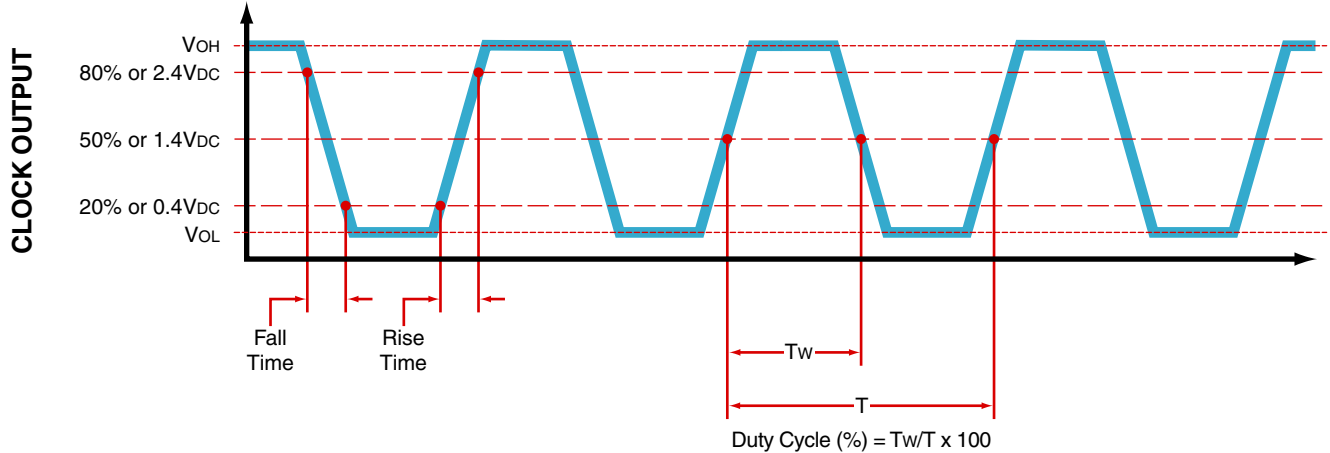 CLOCK OUTPUT
VOH
80% or 2.4VDC
50% or 1.4VDC
20% or 0.4VDC
VOL
Fall
Time
Rise
Time
TW
T
Duty Cycle (%) = TW/T x 100